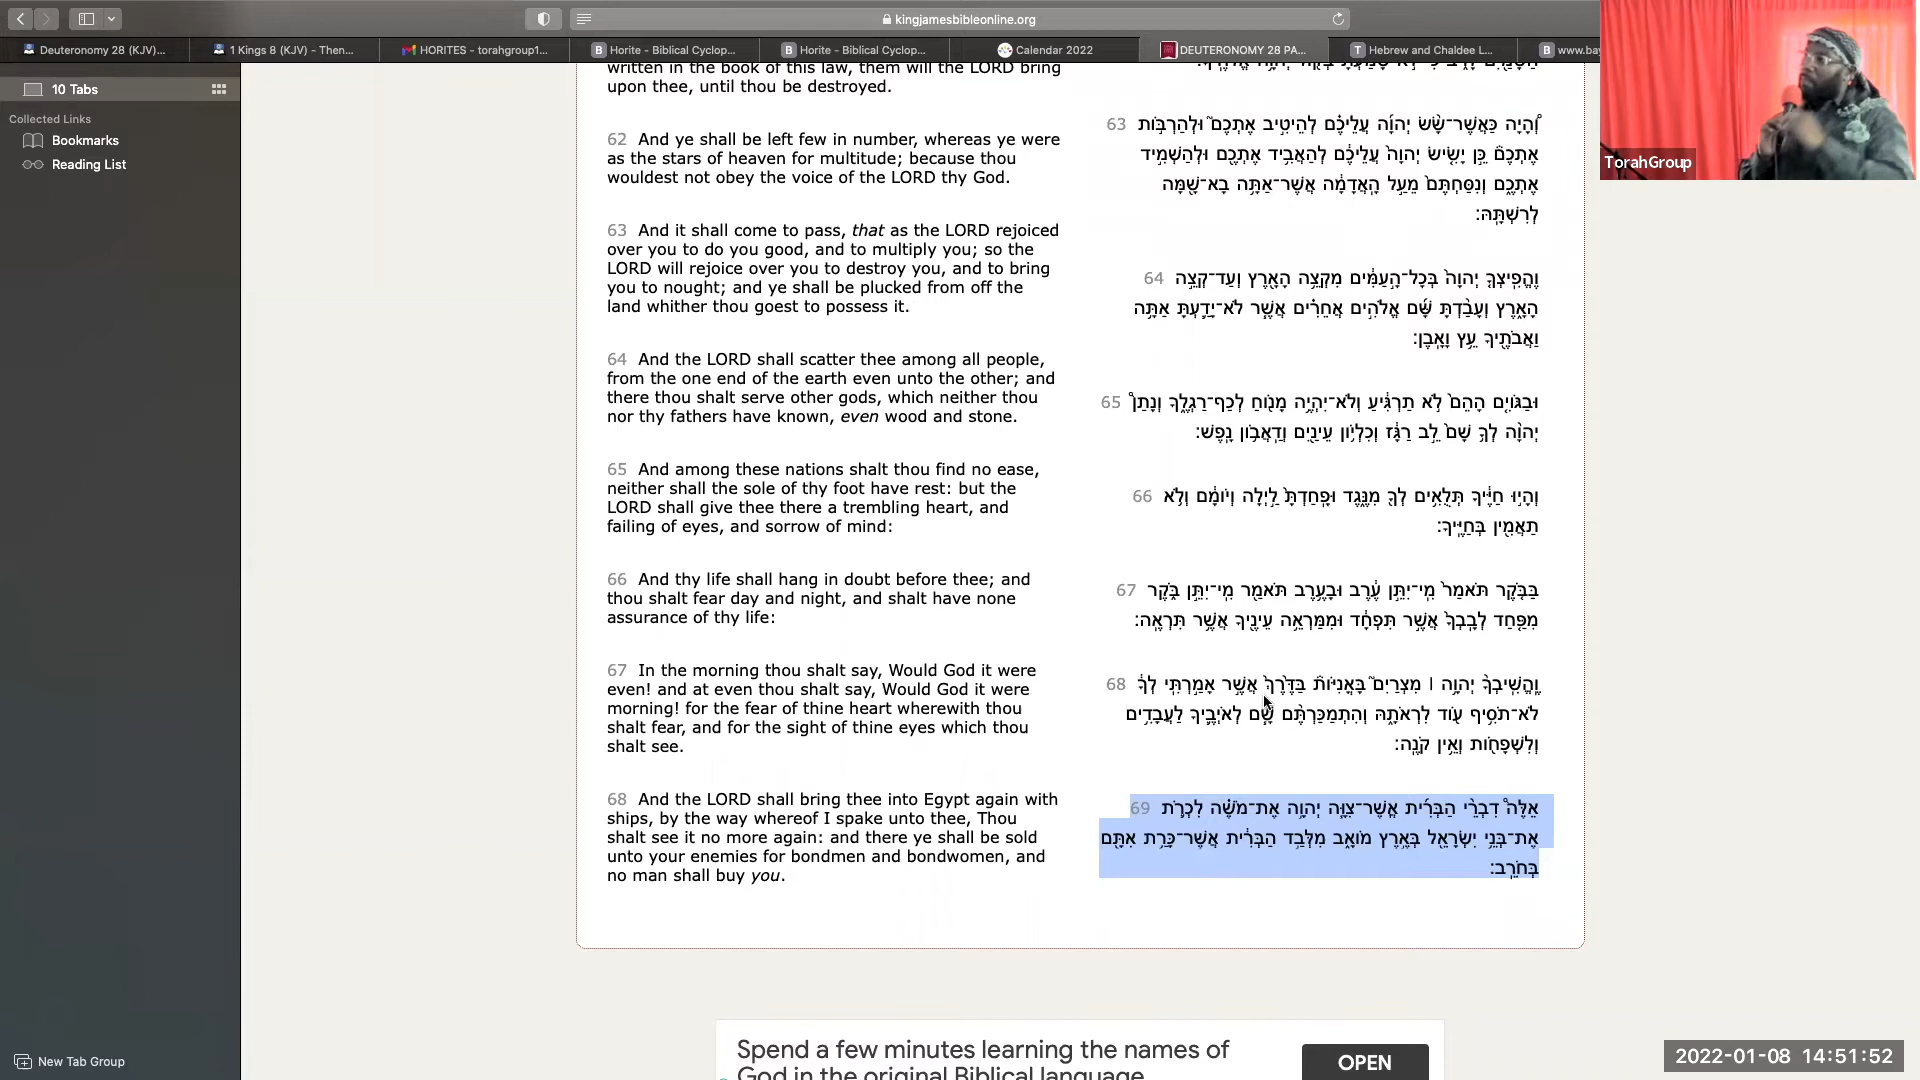 kingjamesbibleonline.org
Deuteronomy 28 (KJV)...
1 Kings 8 (KJV) - Then...
HORITES - torahgroup1...
Horite - Biblical Cyclop...
Horite - Biblical Cyclop...
Calendar 2022
DEUTERONOMY 28 PA...
Hebrew and Chaldee L...
10 Tabs
Collected Links
Bookmarks
Reading List
New Tab Group
written in the book of this law, them will the LORD bring
upon thee, until thou be destroyed.
62 And ye shall be left few in number, whereas ye were
as the stars of heaven for multitude; because thou
wouldest not obey the voice of the LORD thy God.
63 And it shall come to pass, that as the LORD rejoiced
over you to do you good, and to multiply you; so the
LORD will rejoice over you to destroy you, and to bring
you to nought; and ye shall be plucked from off the
land whither thou goest to possess it.
64 And the LORD shall scatter thee among all people,
from the one end of the earth even unto the other; and
there thou shalt serve other gods, which neither thou
nor thy fathers have known, even wood and stone.
65 And among these nations shalt thou find no ease,
neither shall the sole of thy foot have rest: but the
LORD shall give thee there a trembling heart, and
failing of eyes, and sorrow of mind:
66 And thy life shall hang in doubt before thee; and
thou shalt fear day and night, and shalt have none
assurance of thy life:
67 In the morning thou shalt say, Would God it were
even! and at even thou shalt say, Would God it were
morning! for the fear of thine heart wherewith thou
shalt fear, and for the sight of thine eyes which thou
shalt see.
68 And the LORD shall bring thee into Egypt again with
ships, by the way whereof I spake unto thee, Thou
shalt see it no more again: and there ye shall be sold
unto your enemies for bondmen and bondwomen, and
no man shall buy you.
63 וְ֠הָיָה כַּאֲשֶׁר־שָׂ֨שׂ יְהוָ֜ה עֲלֵיכֶ֗ם לְהֵיטִ֣יב אֶתְכֶם֮ וּלְהַרְבּ֣וֹת
אֶתְכֶם֒ כֵּ֣ן יָשִׂ֤ישׂ יְהוָה֙ עֲלֵיכֶ֔ם לְהַאֲבִ֥יד אֶתְכֶ֖ם וּלְהַשְׁמִ֣יד
אֶתְכֶ֑ם וְנִסַּחְתֶּם֙ מֵעַ֣ל הָֽאֲדָמָ֔ה אֲשֶׁר־אַתָּ֥ה בָא־שָׁ֖מָּה
לְרִשְׁתָּֽהּ׃
64 וֶהֱפִֽיצְךָ֤ יְהוָה֙ בְּכָל־הָ֣עַמִּ֔ים מִקְצֵ֥ה הָאָ֖רֶץ וְעַד־קְצֵ֣ה
הָאָ֑רֶץ וְעָבַ֨דְתָּ שָּׁ֜ם אֱלֹהִ֣ים אֲחֵרִ֗ים אֲשֶׁ֧ר לֹא־יָדַ֛עְתָּ אַתָּ֥ה
וַאֲבֹתֶ֖יךָ עֵ֥ץ וָאָֽבֶן׃
65 וּבַגּוֹיִ֤ם הָהֵם֙ לֹ֣א תַרְגִּ֔יעַ וְלֹא־יִהְיֶ֥ה מָנ֖וֹחַ לְכַף־רַגְלֶ֑ךָ וְנָתַן֩
יְהוָ֨ה לְךָ֥ שָׁם֙ לֵ֣ב רַגָּ֔ז וְכִלְי֥וֹן עֵינַ֖יִם וְדַֽאֲב֥וֹן נָֽפֶשׁ׃
66 וְהָי֣וּ חַיֶּ֔יךָ תְּלֻאִ֥ים לְךָ֖ מִנֶּ֑גֶד וּפָֽחַדְתָּ֙ לַ֣יְלָה וְיוֹמָ֔ם וְלֹ֥א
תַאֲמִ֖ין בְּחַיֶּֽיךָ׃
67 בַּבֹּ֤קֶר תֹּאמַר֙ מִֽי־יִתֵּ֣ן עֶ֔רֶב וּבָעֶ֥רֶב תֹּאמַ֖ר מִֽי־יִתֵּ֣ן בֹּ֑קֶר
מִפַּ֤חַד לְבָֽבְךָ֙ אֲשֶׁ֣ר תִּפְחָ֔ד וּמִמַּרְאֵ֥ה עֵינֶ֖יךָ אֲשֶׁ֥ר תִּרְאֶֽה׃
68 וֶֽהֱשִֽׁיבְךָ֨ יְהוָ֥ה ׀ מִצְרַיִם֮ בָּאֳנִיּוֹת֒ בַּדֶּ֙רֶךְ֙ אֲשֶׁ֣ר אָמַ֣רְתִּֽי לְךָ֔
לֹא־תֹסִ֥יף ע֖וֹד לִרְאֹתָ֑הּ וְהִתְמַכַּרְתֶּ֨ם שָׁ֧ם לְאֹיְבֶ֛יךָ לַעֲבָדִ֥ים
וְלִשְׁפָח֖וֹת וְאֵ֥ין קֹנֶֽה׃
69 אֵלֶּה֩ דִבְרֵ֨י הַבְּרִ֜ית אֲֽשֶׁר־צִוָּ֧ה יְהוָ֣ה אֶת־מֹשֶׁ֗ה לִכְרֹ֛ת
אֶת־בְּנֵ֥י יִשְׂרָאֵ֖ל בְּאֶ֣רֶץ מוֹאָ֑ב מִלְּבַ֣ד הַבְּרִ֔ית אֲשֶׁר־כָּרַ֥ת אִתָּ֖ם
בְּחֹרֵֽב׃
Spend a few minutes learning the names of
God in the original Biblical language
OPEN
TorahGroup
2022-01-08 14:51:52